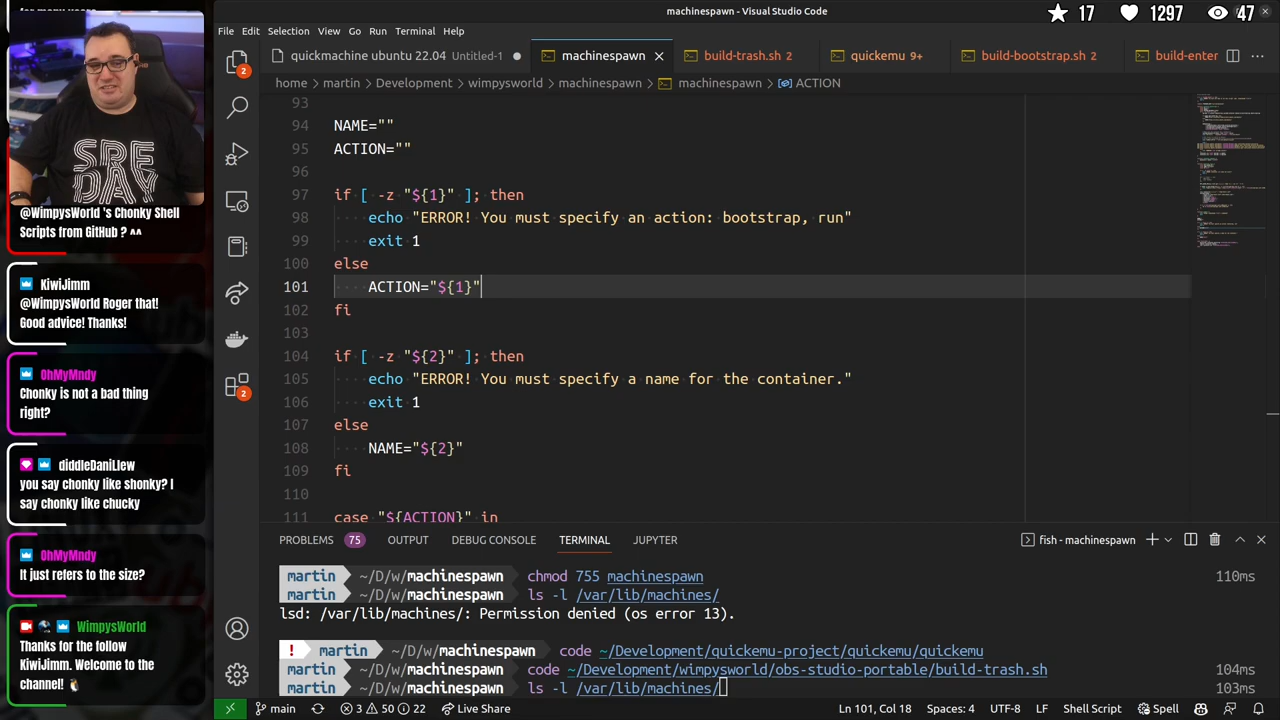 machinespawn - Visual Studio Code
17
1297
47
File Edit Selection View Go Run Terminal Help
quickmachine ubuntu 22.04 Untitled-1
machinespawn
build-trash.sh 2
quickemu 9+
build-bootstrap.sh 2
build-enter
home > martin > Development > wimpysworld > machinespawn > machinespawn > ACTION
93
94 NAME=""
95 ACTION=""
96
97 if [ -z "${1}" ]; then
98 echo "ERROR! You must specify an action: bootstrap, run"
99 exit 1
100 else
101 ACTION="${1}"
102 fi
103
104 if [ -z "${2}" ]; then
105 echo "ERROR! You must specify a name for the container."
106 exit 1
107 else
108 NAME="${2}"
109 fi
110
111 case "${ACTION}" in
2
2
SRE
DAY
@WimpysWorld 's Chonky Shell
Scripts from GitHub ? ^^
KiwiJimm
@WimpysWorld Roger that!
Good advice! Thanks!
OhMyMndy
Chonky is not a bad thing
right?
diddleDaniLlew
you say chonky like shonky? I
say chonky like chucky
OhMyMndy
It just refers to the size?
WimpysWorld
Thanks for the follow
KiwiJimm. Welcome to the
channel! 🐧
PROBLEMS 75 OUTPUT DEBUG CONSOLE TERMINAL JUPYTER
fish - machinespawn
martin ~/D/w/machinespawn chmod 755 machinespawn 110ms
martin ~/D/w/machinespawn ls -l /var/lib/machines/
lsd: /var/lib/machines/: Permission denied (os error 13).
! martin ~/D/w/machinespawn code ~/Development/quickemu-project/quickemu/quickemu
martin ~/D/w/machinespawn code ~/Development/wimpysworld/obs-studio-portable/build-trash.sh 104ms
martin ~/D/w/machinespawn ls -l /var/lib/machines/ 103ms
main 3 50 22 Live Share
Ln 101, Col 18 Spaces: 4 UTF-8 LF Shell Script Spell